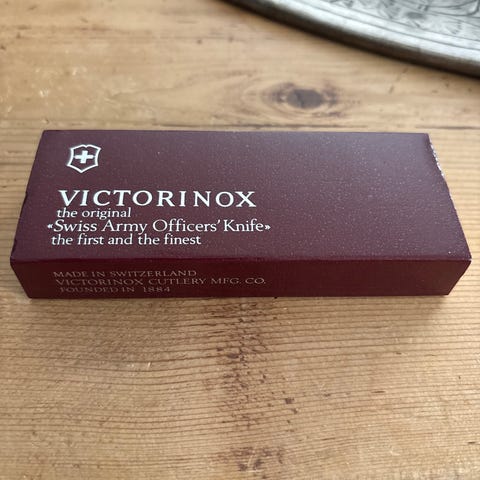 VICTORINOX
the original
«Swiss Army Officers' Knife»
the first and the finest
MADE IN SWITZERLAND
VICTORINOX CUTLERY MFG. CO.
FOUNDED IN 1884